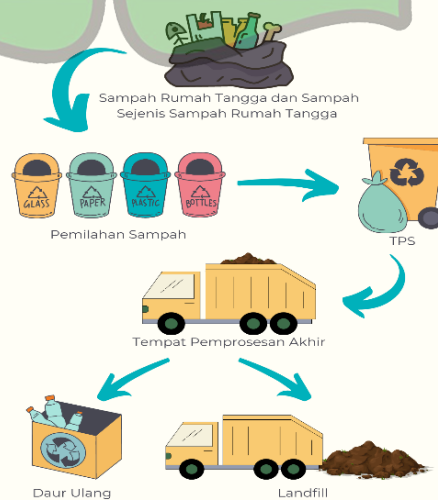 Sampah Rumah Tangga dan Sampah
Sejenis Sampah Rumah Tangga
GLASS
PAPER
PLASTIC
BOTTLES
Pemilahan Sampah
TPS
Tempat Pemprosesan Akhir
Daur Ulang
Landfill